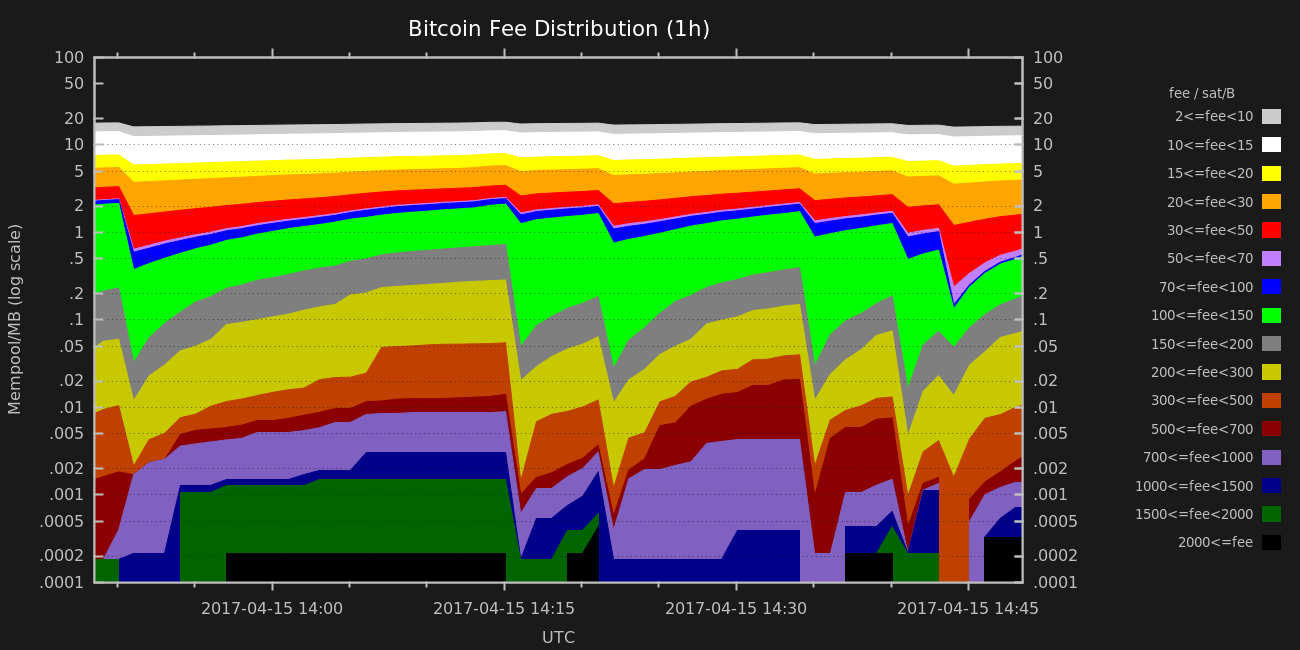 Bitcoin Fee Distribution (1h)
100 100
50 50
20 20
10 10
5 5
2 2
1 1
.5 .5
.2 .2
.1 .1
.05 .05
.02 .02
.01 .01
.005 .005
.002 .002
.001 .001
.0005 .0005
.0002 .0002
.0001 .0001
Mempool/MB (log scale)
2017-04-15 14:00 2017-04-15 14:15 2017-04-15 14:30 2017-04-15 14:45
UTC
fee / sat/B
2<=fee<10
10<=fee<15
15<=fee<20
20<=fee<30
30<=fee<50
50<=fee<70
70<=fee<100
100<=fee<150
150<=fee<200
200<=fee<300
300<=fee<500
500<=fee<700
700<=fee<1000
1000<=fee<1500
1500<=fee<2000
2000<=fee